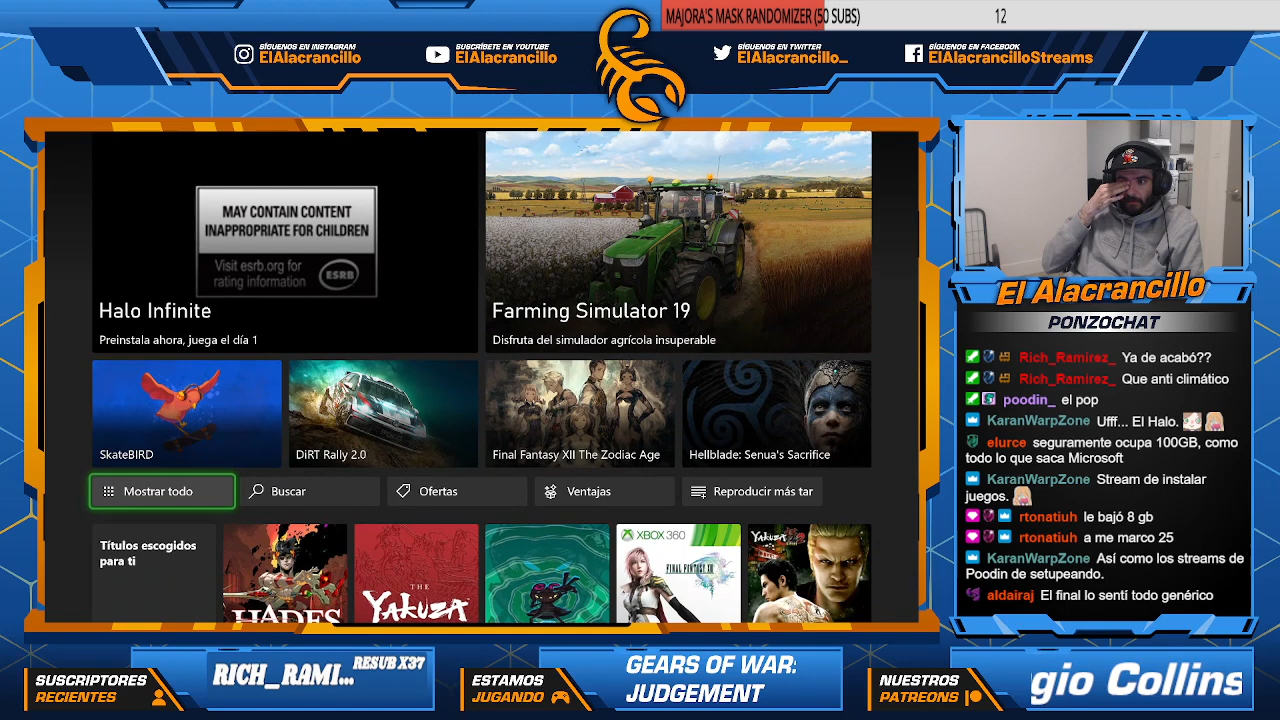 MAJORA'S MASK RANDOMIZER (50 SUBS)
12
SÍGUENOS EN INSTAGRAM
ElAlacrancillo
SUSCRÍBETE EN YOUTUBE
ElAlacrancillo
SÍGUENOS EN TWITTER
ElAlacrancillo_
SÍGUENOS EN FACEBOOK
ElAlacrancilloStreams
MAY CONTAIN CONTENT
INAPPROPRIATE FOR CHILDREN
Visit esrb.org for
rating information
ESRB
Halo Infinite
Preinstala ahora, juega el día 1
Farming Simulator 19
Disfruta del simulador agrícola insuperable
SkateBIRD
DiRT Rally 2.0
Final Fantasy XII The Zodiac Age
Hellblade: Senua's Sacrifice
Mostrar todo
Buscar
Ofertas
Ventajas
Reproducir más tar
Títulos escogidos
para ti
HADES
THE
YAKUZA
XBOX 360
FINAL FANTASY XIII
YAKUZA
El Alacrancillo
PONZOCHAT
Rich_Ramirez_ Ya de acabó??
Rich_Ramirez_ Que anti climático
poodin_ el pop
KaranWarpZone Ufff... El Halo.
elurce seguramente ocupa 100GB, como
todo lo que saca Microsoft
KaranWarpZone Stream de instalar
juegos.
rtonatiuh le bajó 8 gb
rtonatiuh a me marco 25
KaranWarpZone Así como los streams de
Poodin de setupeando.
aldairaj El final lo sentí todo genérico
SUSCRIPTORES
RECIENTES
RICH_RAMI...
RESUB X37
ESTAMOS
JUGANDO
GEARS OF WAR:
JUDGEMENT
NUESTROS
PATREONS
gio Collins